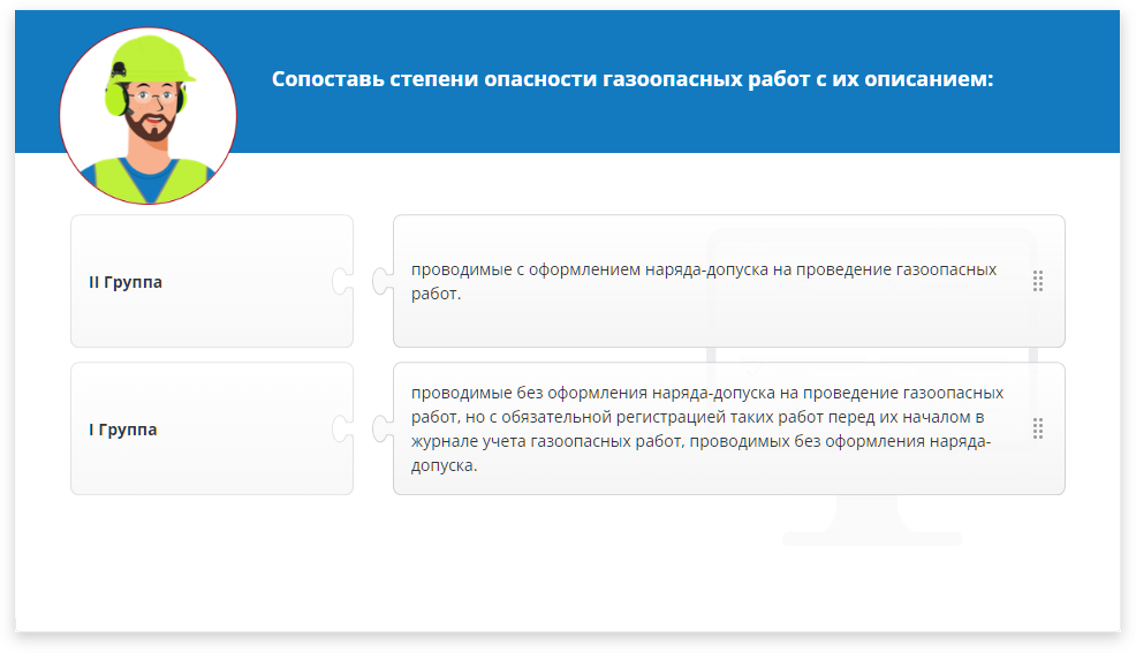 Сопоставь степени опасности газоопасных работ с их описанием:
II Группа
проводимые с оформлением наряда-допуска на проведение газоопасных
работ.
I Группа
проводимые без оформления наряда-допуска на проведение газоопасных
работ, но с обязательной регистрацией таких работ перед их началом в
журнале учета газоопасных работ, проводимых без оформления наряда-
допуска.